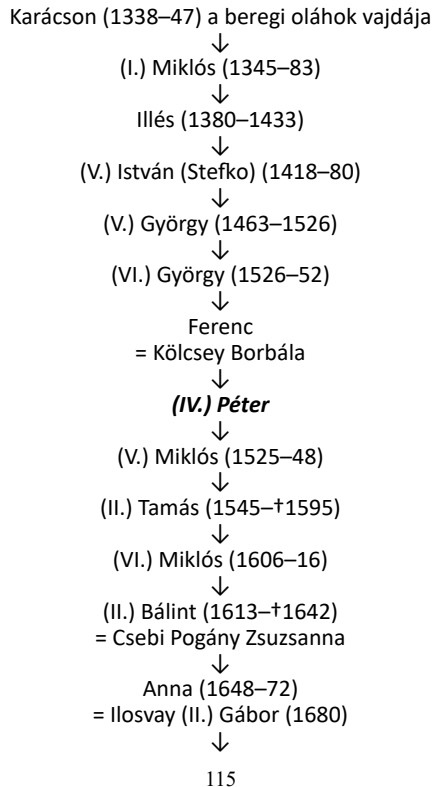 Karácson (1338–47) a beregi oláhok vajdája
↓
(I.) Miklós (1345–83)
↓
Illés (1380–1433)
↓
(V.) István (Stefko) (1418–80)
↓
(V.) György (1463–1526)
↓
(VI.) György (1526–52)
↓
Ferenc
= Kölcsey Borbála
↓
(IV.) Péter
↓
(V.) Miklós (1525–48)
↓
(II.) Tamás (1545–†1595)
↓
(VI.) Miklós (1606–16)
↓
(II.) Bálint (1613–†1642)
= Csebi Pogány Zsuzsanna
↓
Anna (1648–72)
= Ilosvay (II.) Gábor (1680)
↓
115